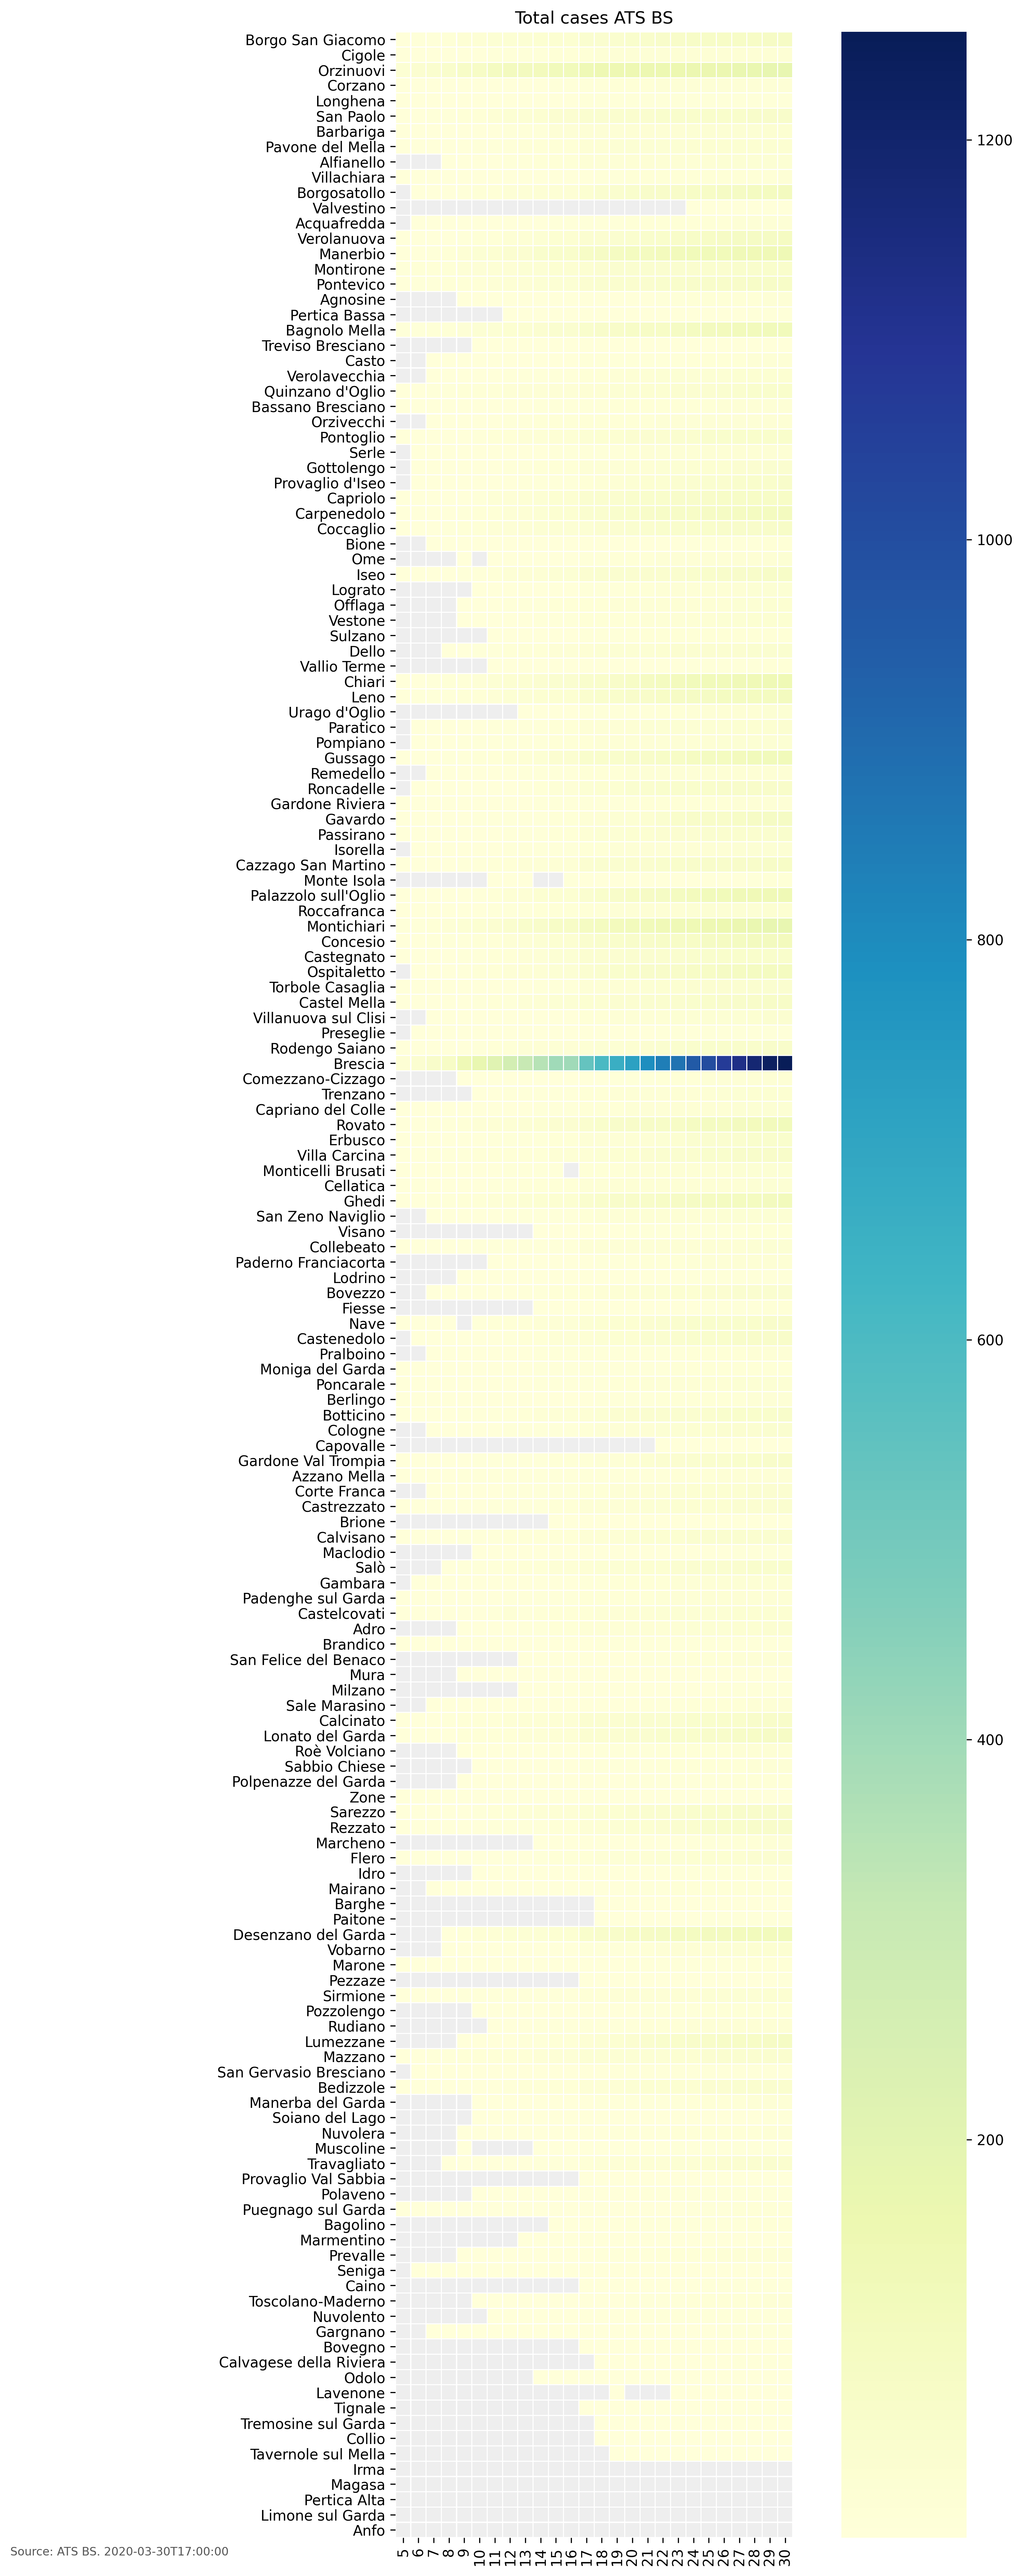 Total cases ATS BS
Borgo San Giacomo
Cigole
Orzinuovi
Corzano
Longhena
San Paolo
Barbariga
Pavone del Mella
Alfianello
Villachiara
Borgosatollo
Valvestino
Acquafredda
Verolanuova
Manerbio
Montirone
Pontevico
Agnosine
Pertica Bassa
Bagnolo Mella
Treviso Bresciano
Casto
Verolavecchia
Quinzano d'Oglio
Bassano Bresciano
Orzivecchi
Pontoglio
Serle
Gottolengo
Provaglio d'Iseo
Capriolo
Carpenedolo
Coccaglio
Bione
Ome
Iseo
Lograto
Offlaga
Vestone
Sulzano
Dello
Vallio Terme
Chiari
Leno
Urago d'Oglio
Paratico
Pompiano
Gussago
Remedello
Roncadelle
Gardone Riviera
Gavardo
Passirano
Isorella
Cazzago San Martino
Monte Isola
Palazzolo sull'Oglio
Roccafranca
Montichiari
Concesio
Castegnato
Ospitaletto
Torbole Casaglia
Castel Mella
Villanuova sul Clisi
Preseglie
Rodengo Saiano
Brescia
Comezzano-Cizzago
Trenzano
Capriano del Colle
Rovato
Erbusco
Villa Carcina
Monticelli Brusati
Cellatica
Ghedi
San Zeno Naviglio
Visano
Collebeato
Paderno Franciacorta
Lodrino
Bovezzo
Fiesse
Nave
Castenedolo
Pralboino
Moniga del Garda
Poncarale
Berlingo
Botticino
Cologne
Capovalle
Gardone Val Trompia
Azzano Mella
Corte Franca
Castrezzato
Brione
Calvisano
Maclodio
Salò
Gambara
Padenghe sul Garda
Castelcovati
Adro
Brandico
San Felice del Benaco
Mura
Milzano
Sale Marasino
Calcinato
Lonato del Garda
Roè Volciano
Sabbio Chiese
Polpenazze del Garda
Zone
Sarezzo
Rezzato
Marcheno
Flero
Idro
Mairano
Barghe
Paitone
Desenzano del Garda
Vobarno
Marone
Pezzaze
Sirmione
Pozzolengo
Rudiano
Lumezzane
Mazzano
San Gervasio Bresciano
Bedizzole
Manerba del Garda
Soiano del Lago
Nuvolera
Muscoline
Travagliato
Provaglio Val Sabbia
Polaveno
Puegnago sul Garda
Bagolino
Marmentino
Prevalle
Seniga
Caino
Toscolano-Maderno
Nuvolento
Gargnano
Bovegno
Calvagese della Riviera
Odolo
Lavenone
Tignale
Tremosine sul Garda
Collio
Tavernole sul Mella
Irma
Magasa
Pertica Alta
Limone sul Garda
Anfo
5 6 7 8 9 10 11 12 13 14 15 16 17 18 19 20 21 22 23 24 25 26 27 28 29 30
1200
1000
800
600
400
200
Source: ATS BS. 2020-03-30T17:00:00